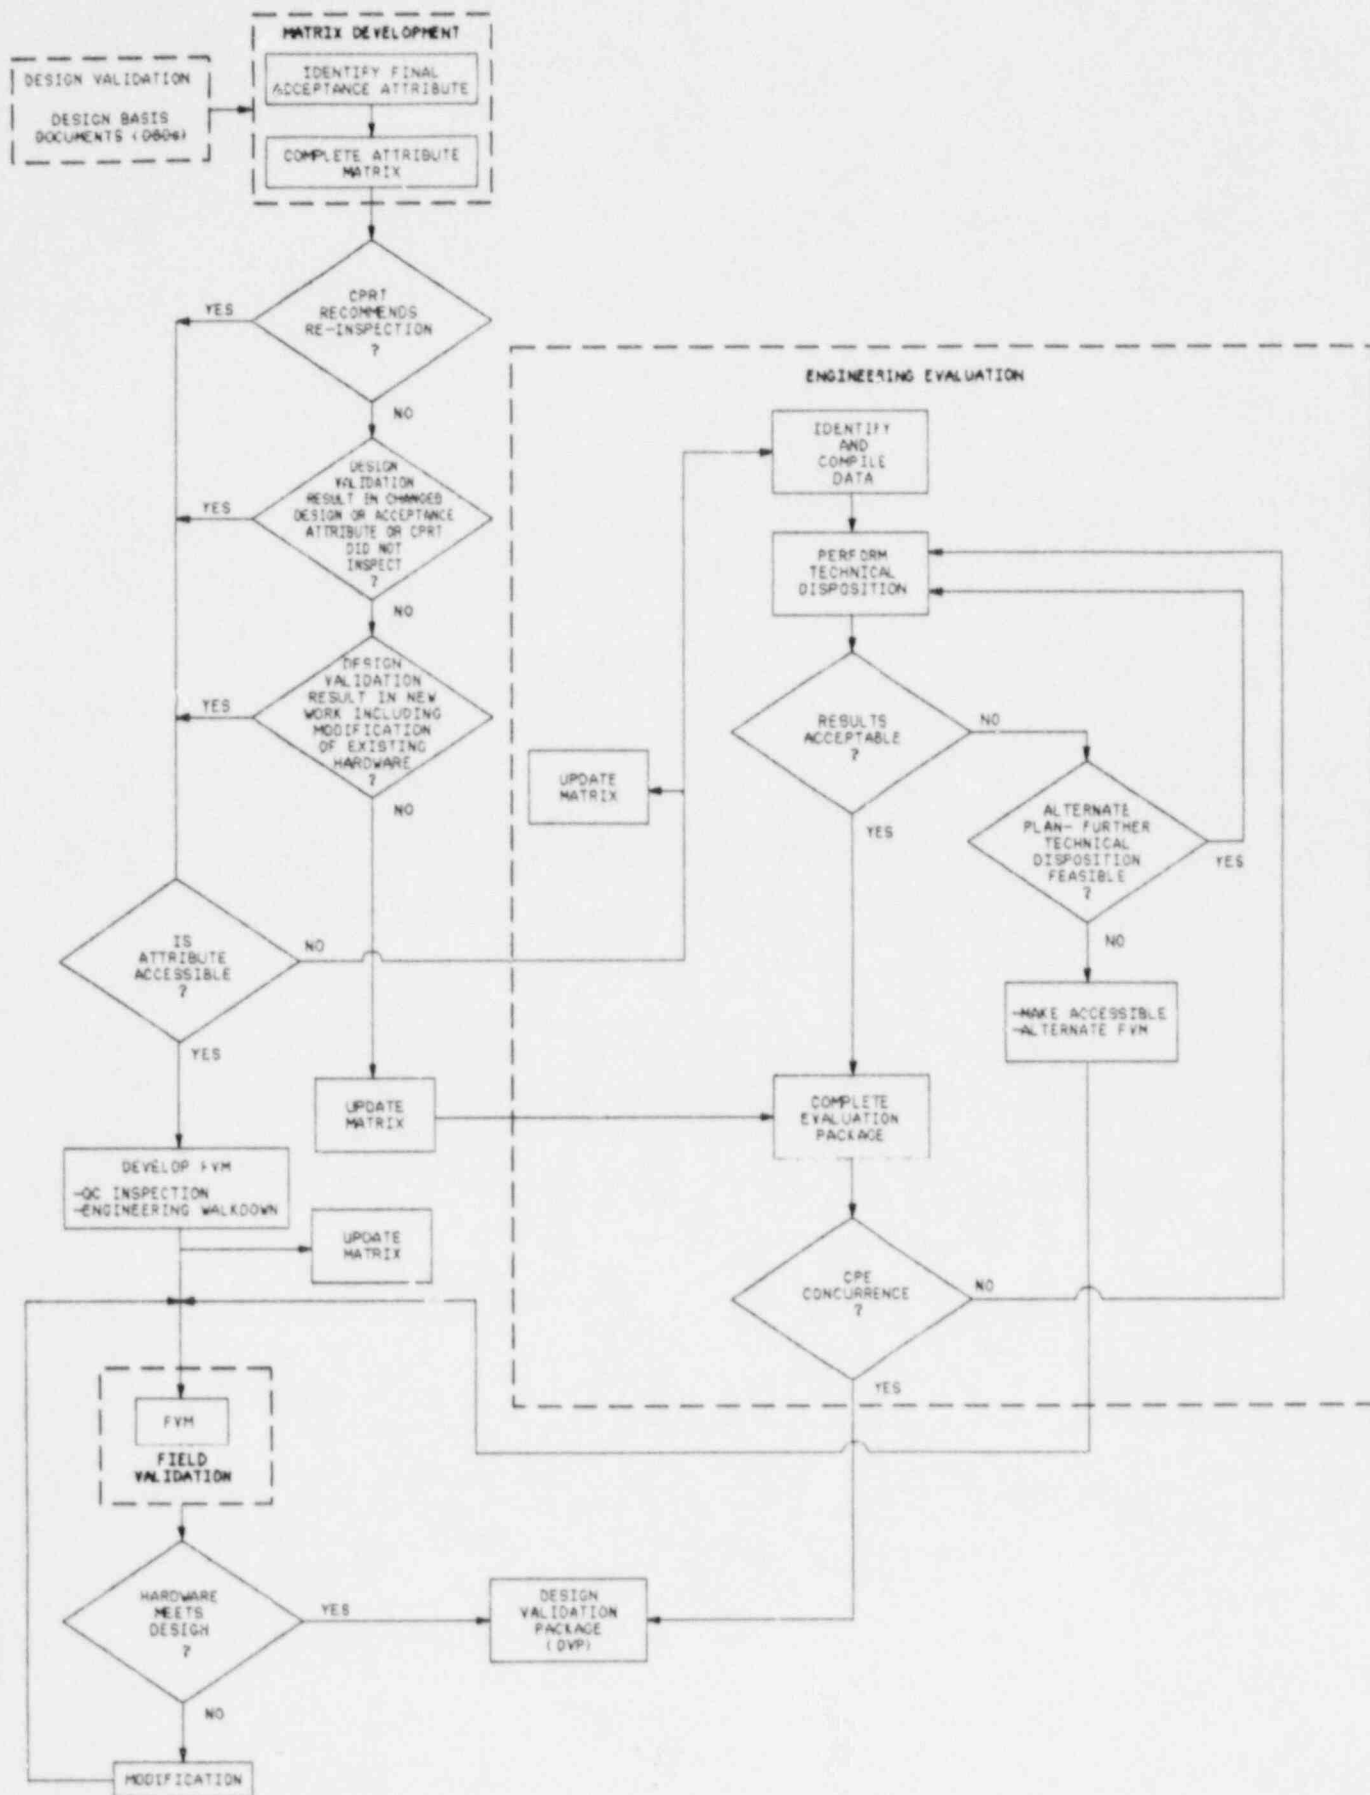 MATRIX DEVELOPMENT
IDENTIFY FINAL
ACCEPTANCE ATTRIBUTE
COMPLETE ATTRIBUTE
MATRIX
DESIGN VALIDATION
DESIGN BASIS
DOCUMENTS (DBDs)
CPRT
RECOMMENDS
RE-INSPECTION
?
YES
NO
DESIGN
VALIDATION
RESULT IN CHANGED
DESIGN OR ACCEPTANCE
ATTRIBUTE OR CPRT
DID NOT
INSPECT
?
YES
NO
DESIGN
VALIDATION
RESULT IN NEW
WORK INCLUDING
MODIFICATION
OF EXISTING
HARDWARE
?
YES
NO
IS
ATTRIBUTE
ACCESSIBLE
?
NO
YES
UPDATE
MATRIX
DEVELOP FVM
-QC INSPECTION
-ENGINEERING WALKDOWN
UPDATE
MATRIX
FVM
FIELD
VALIDATION
HARDWARE
MEETS
DESIGN
?
YES
NO
MODIFICATION
DESIGN
VALIDATION
PACKAGE
(DVP)
ENGINEERING EVALUATION
IDENTIFY
AND
COMPILE
DATA
PERFORM
TECHNICAL
DISPOSITION
RESULTS
ACCEPTABLE
?
NO
YES
UPDATE
MATRIX
ALTERNATE
PLAN- FURTHER
TECHNICAL
DISPOSITION
FEASIBLE
?
YES
NO
-MAKE ACCESSIBLE
-ALTERNATE FVM
COMPLETE
EVALUATION
PACKAGE
CPE
CONCURRENCE
?
NO
YES